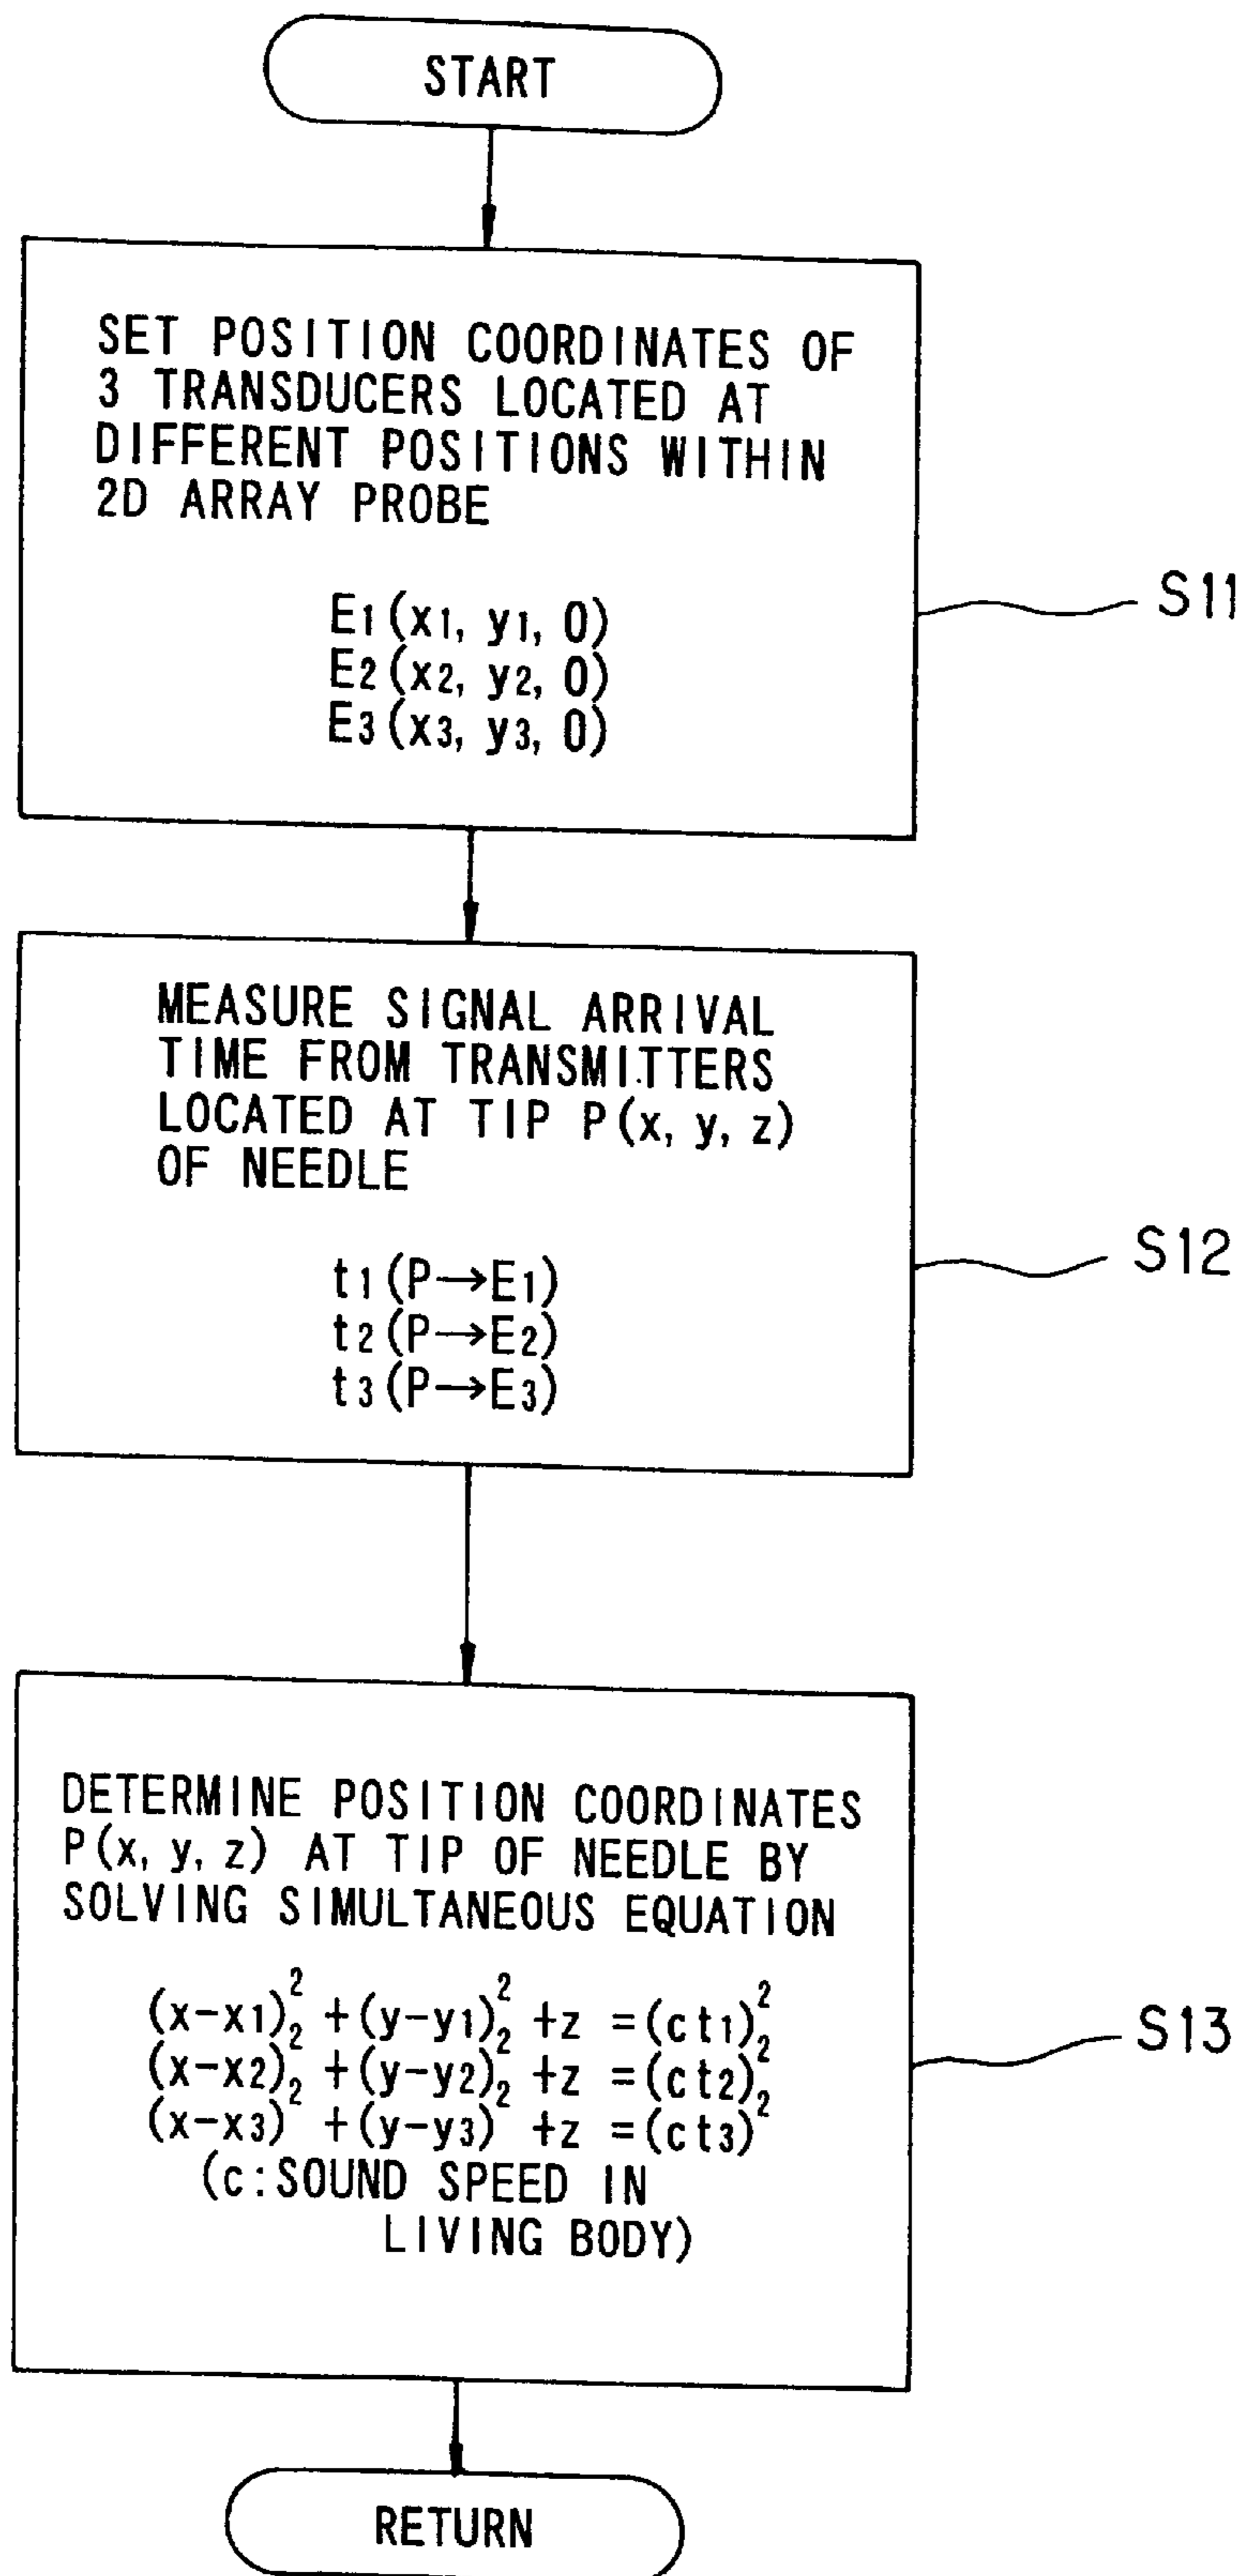 START
SET POSITION COORDINATES OF
3 TRANSDUCERS LOCATED AT
DIFFERENT POSITIONS WITHIN
2D ARRAY PROBE
E1(x1, y1, 0)
E2(x2, y2, 0)
E3(x3, y3, 0)
S11
MEASURE SIGNAL ARRIVAL
TIME FROM TRANSMITTERS
LOCATED AT TIP P(x, y, z)
OF NEEDLE
t1(P→E1)
t2(P→E2)
t3(P→E3)
S12
DETERMINE POSITION COORDINATES
P(x, y, z) AT TIP OF NEEDLE BY
SOLVING SIMULTANEOUS EQUATION
(x-x1)² +(y-y1)² +z =(ct1)²
(x-x2)² +(y-y2)² +z =(ct2)²
(x-x3)² +(y-y3)² +z =(ct3)²
(c:SOUND SPEED IN
LIVING BODY)
S13
RETURN